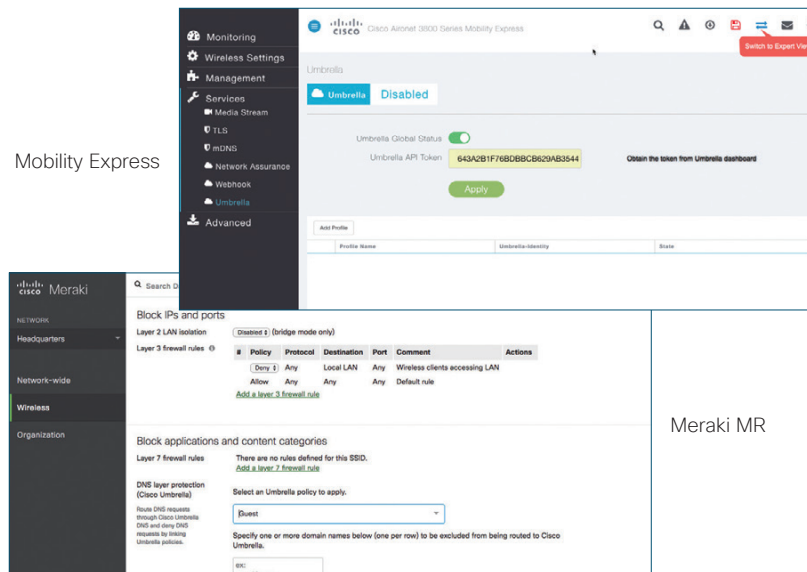 Mobility Express
Monitoring
Wireless Settings
Management
Services
Media Stream
TLS
mDNS
Network Assurance
Webhook
Umbrella
Advanced
CISCO Cisco Aironet 3800 Series Mobility Express
Switch to Expert View
Umbrella
Umbrella Disabled
Umbrella Global Status
Umbrella API Token 643A2B1F76BDBBCB629AB3544 Obtain the token from Umbrella dashboard
Apply
Add Profile
Profile Name Umbrella-Identity State
CISCO Meraki
NETWORK
Headquarters
Network-wide
Wireless
Organization
Search D
Block IPs and ports
Layer 2 LAN isolation Disabled (bridge mode only)
Layer 3 firewall rules # Policy Protocol Destination Port Comment Actions
Deny Any Local LAN Any Wireless clients accessing LAN
Allow Any Any Any Default rule
Add a layer 3 firewall rule
Block applications and content categories
Layer 7 firewall rules There are no rules defined for this SSID.
Add a layer 7 firewall rule
DNS layer protection
(Cisco Umbrella) Select an Umbrella policy to apply.
Route DNS requests
through Cisco Umbrella
DNS and deny DNS
requests by linking
Umbrella policies.
Guest
Specify one or more domain names below (one per row) to be excluded from being routed to Cisco
Umbrella.
ex:
Meraki MR